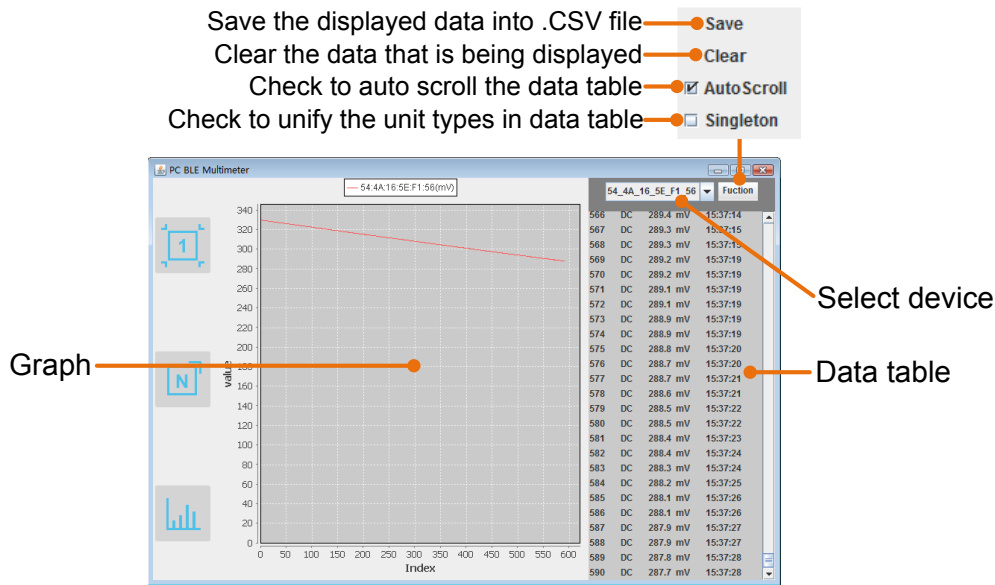 Save the displayed data into .CSV file
Save
Clear the data that is being displayed
Clear
Check to auto scroll the data table
AutoScroll
Check to unify the unit types in data table
Singleton
PC BLE Multimeter
54:4A:16:5E:F1:56(mV)
54_4A_16_5E_F1_56
Fuction
1
N
Graph
Select device
Data table
value
340
320
300
280
260
240
220
200
180
160
140
120
100
80
60
40
20
0
0 50 100 150 200 250 300 350 400 450 500 550 600
Index
566 DC 289.4 mV 15:37:14
567 DC 289.3 mV 15:37:15
568 DC 289.3 mV 15:37:15
569 DC 289.2 mV 15:37:19
570 DC 289.2 mV 15:37:19
571 DC 289.1 mV 15:37:19
572 DC 289.1 mV 15:37:19
573 DC 288.9 mV 15:37:19
574 DC 288.9 mV 15:37:19
575 DC 288.8 mV 15:37:20
576 DC 288.7 mV 15:37:20
577 DC 288.7 mV 15:37:21
578 DC 288.6 mV 15:37:21
579 DC 288.5 mV 15:37:22
580 DC 288.5 mV 15:37:22
581 DC 288.4 mV 15:37:23
582 DC 288.4 mV 15:37:24
583 DC 288.3 mV 15:37:24
584 DC 288.2 mV 15:37:25
585 DC 288.1 mV 15:37:26
586 DC 288.1 mV 15:37:26
587 DC 287.9 mV 15:37:27
588 DC 287.9 mV 15:37:27
589 DC 287.8 mV 15:37:28
590 DC 287.7 mV 15:37:28